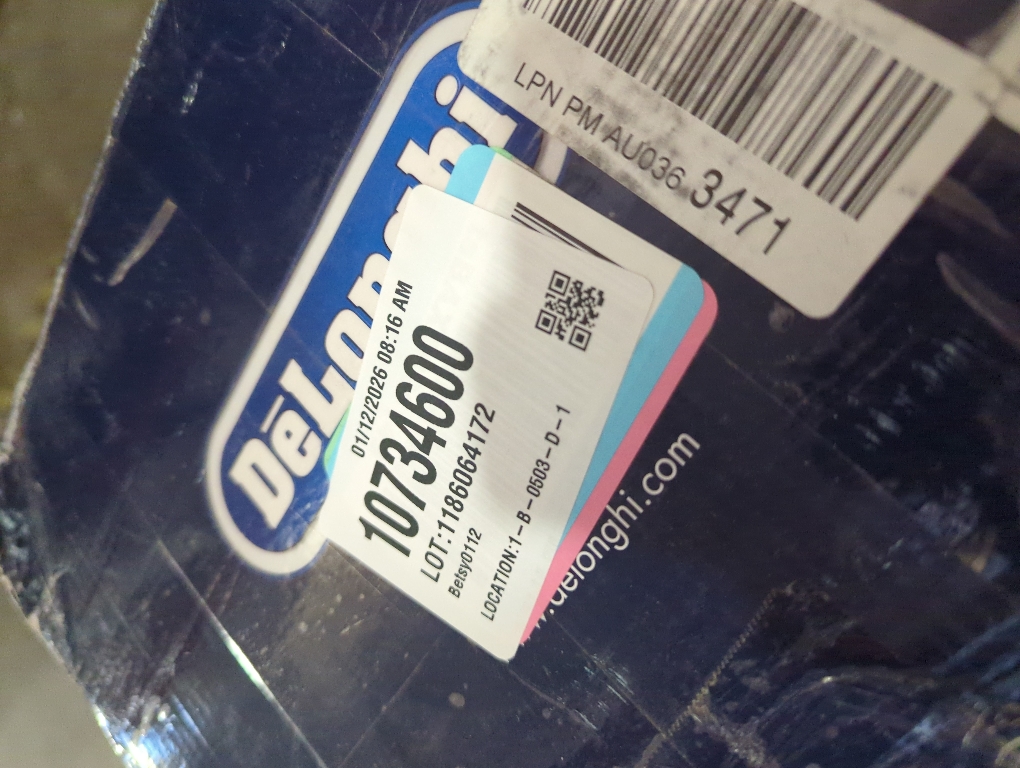 LPN PM AU036 3471
DēLonghi
01/12/2026 08:16 AM
10734600
LOT:1186064172
Betsy0112
LOCATION:1-B-0503-D-1
.delonghi.com